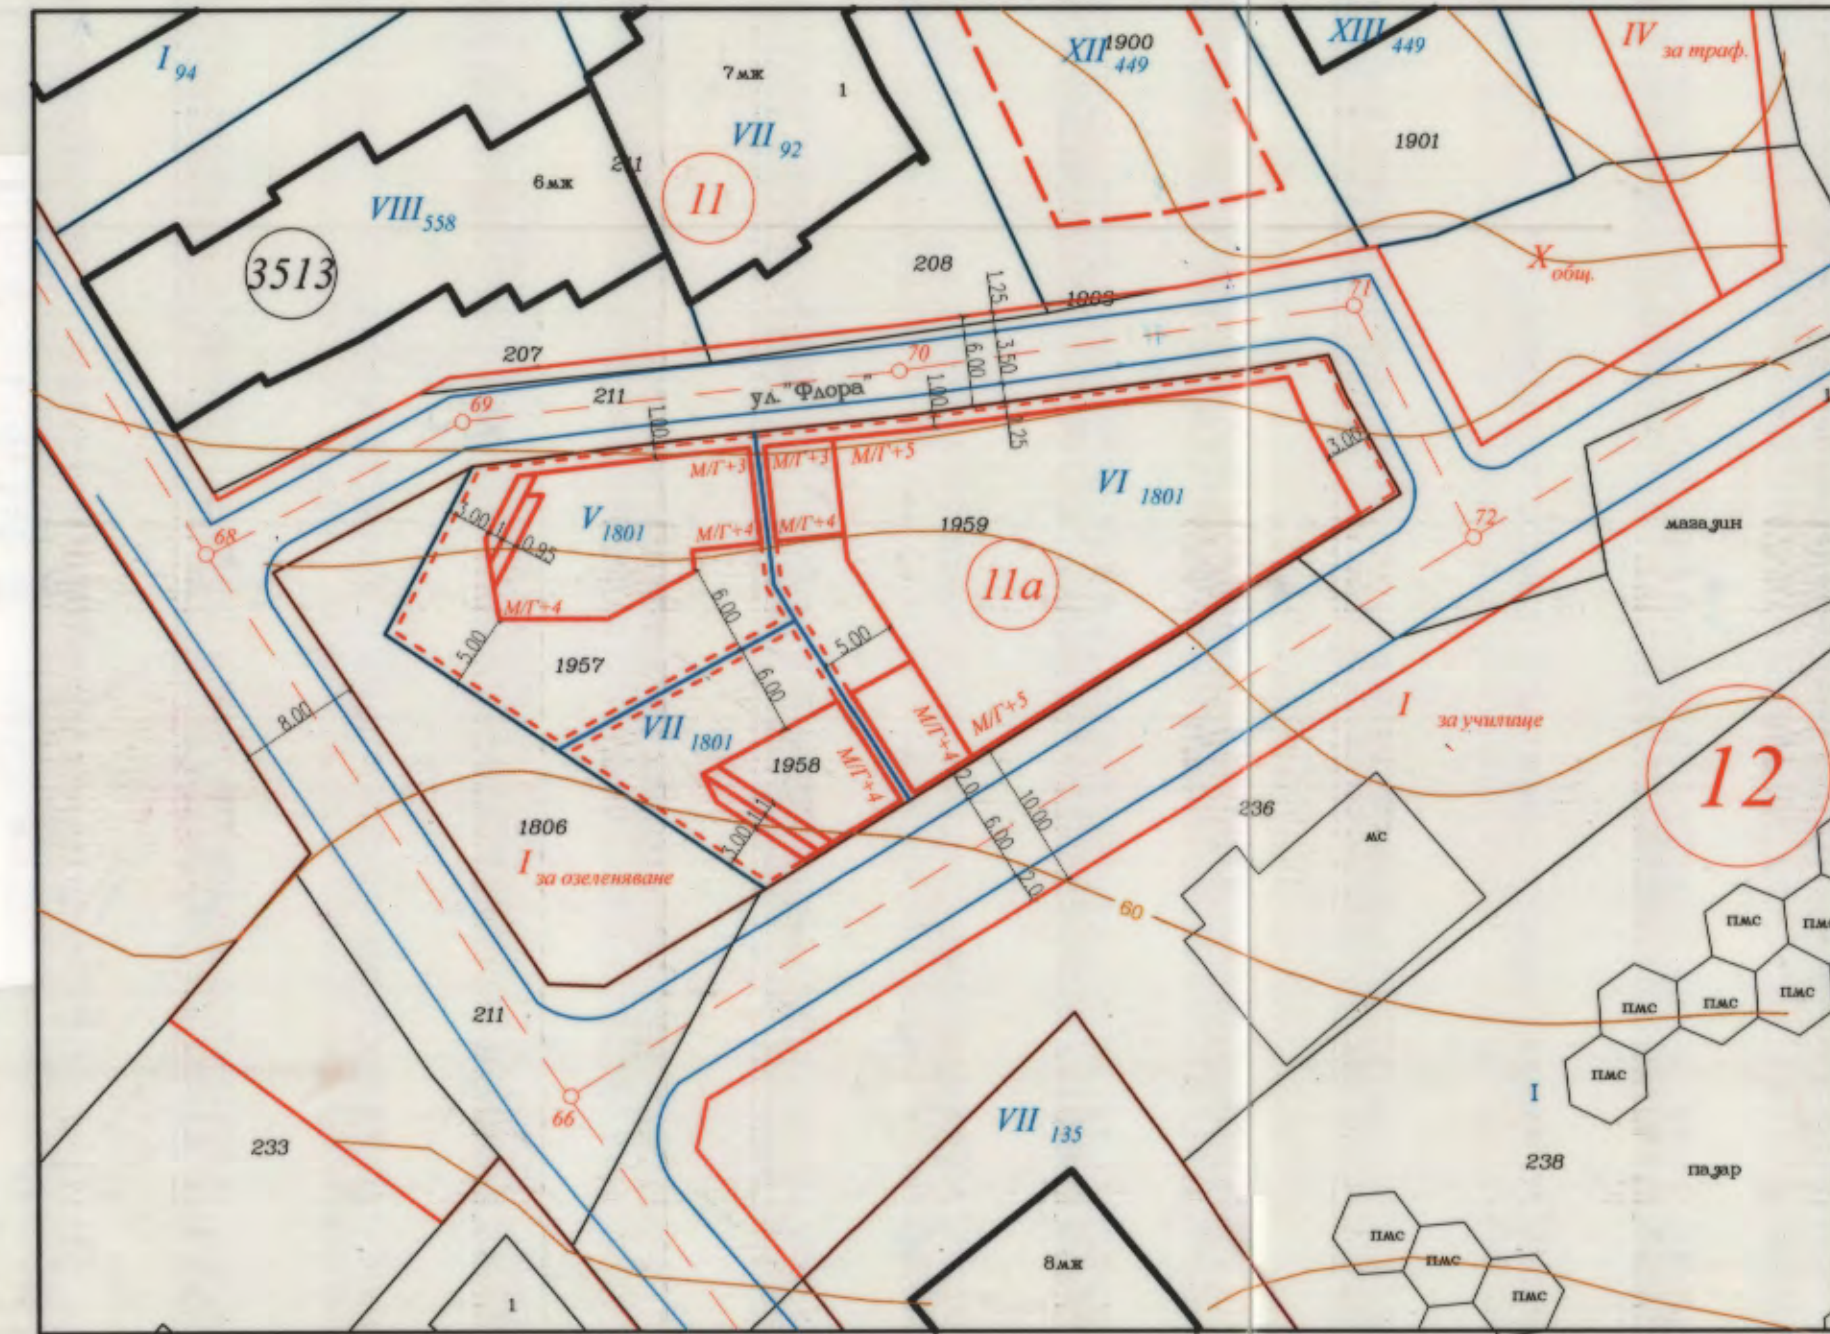 I 94
7мж
1
XII 449
1900
XIII 449
IV за траф.
VII 92
1901
211
6мж
11
VIII 558
3513
208
X общ.
1.25
1903
71
207
6.00
3.50
70
ул. "Флора"
211
1.00
69
1.00
1.25
3.00
М/Г+3
М/Г+3
М/Г+5
VI 1801
V 1801
3.00
0.95
М/Г+4
М/Г+4
1959
72
магазин
68
11а
М/Г+4
6.00
5.00
5.00
1957
6.00
8.00
VII 1801
М/Г+4
М/Г+5
I за училище
1958
М/Г+4
12
2.0
10.00
236
1806
3.00
6.00
мс
I за озеленяване
2.0
60
пмс
211
пмс
пмс
пмс
пмс
I
66
VII 135
233
238
пазар
пмс
пмс
8мж
пмс
1